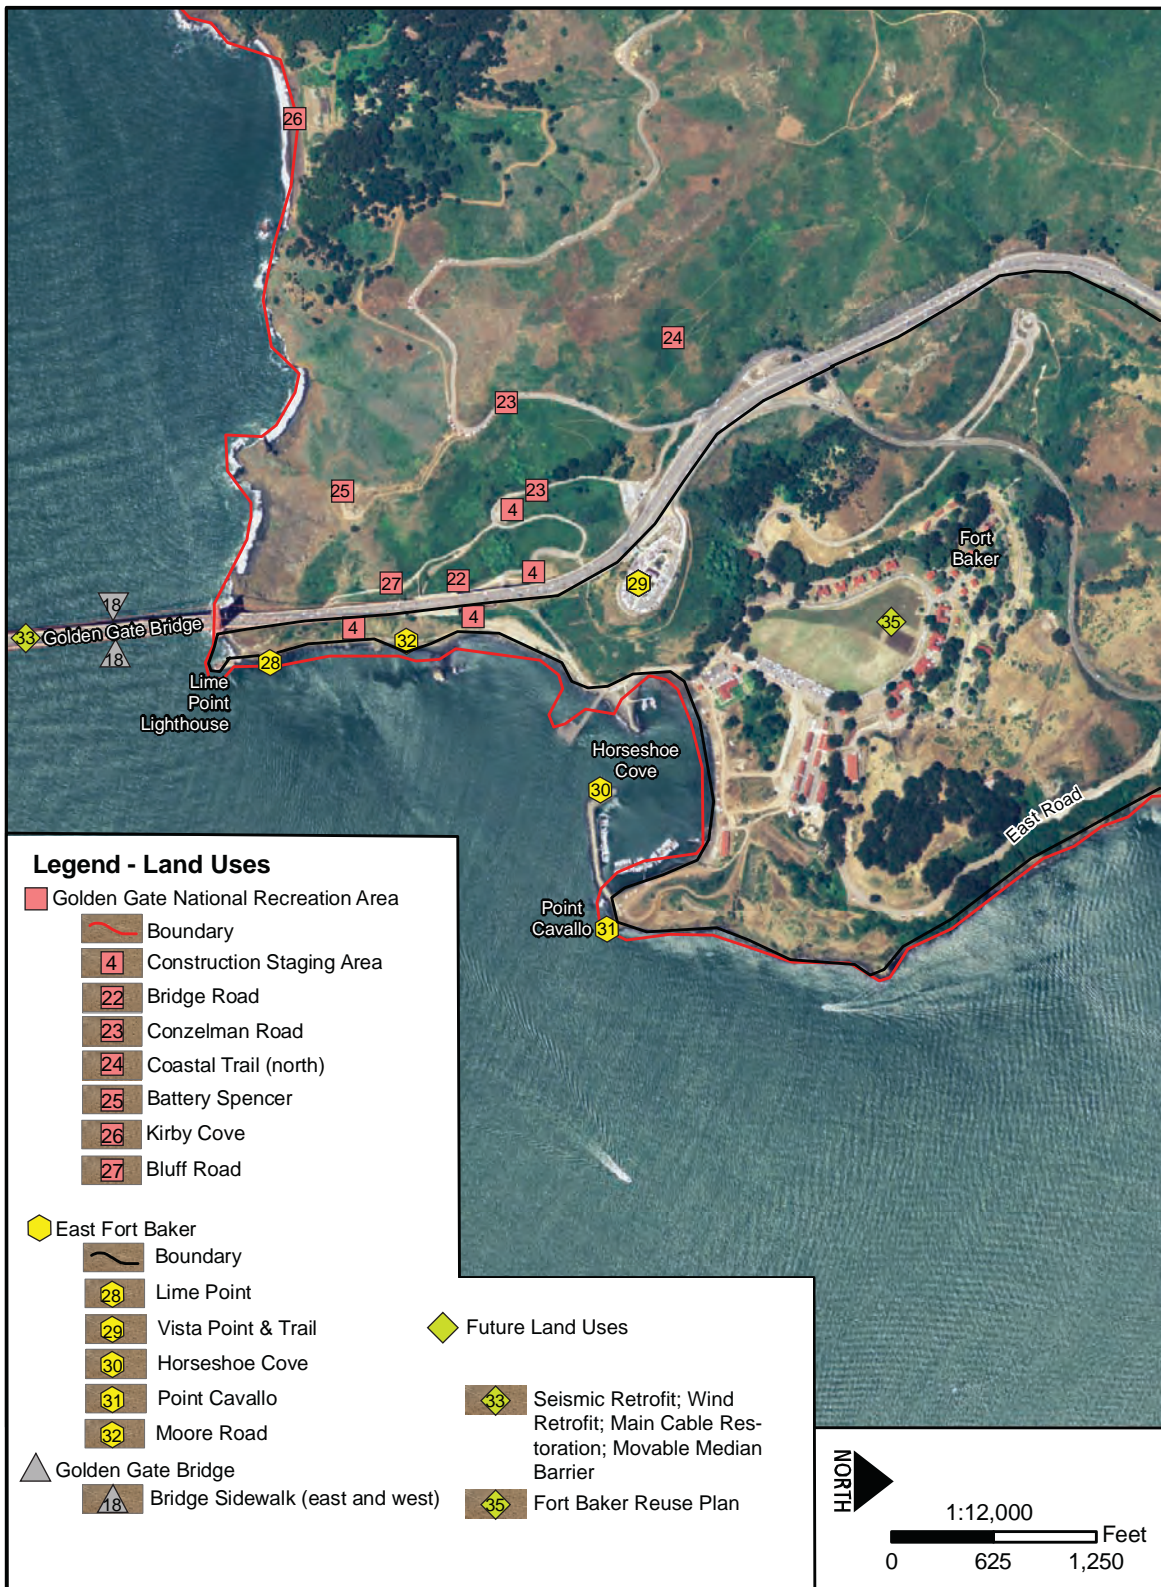 26
24
23
25
23
4
4
27
22
29
Fort
Baker
18
33
Golden Gate Bridge
18
4
4
32
35
28
Lime
Point
Lighthouse
Horseshoe
Cove
30
East Road
Point
Cavallo
31
Legend - Land Uses
Golden Gate National Recreation Area
Boundary
4 Construction Staging Area
22 Bridge Road
23 Conzelman Road
24 Coastal Trail (north)
25 Battery Spencer
26 Kirby Cove
27 Bluff Road
East Fort Baker
Boundary
28 Lime Point
29 Vista Point & Trail
30 Horseshoe Cove
31 Point Cavallo
32 Moore Road
Golden Gate Bridge
18 Bridge Sidewalk (east and west)
Future Land Uses
33 Seismic Retrofit; Wind
Retrofit; Main Cable Res-
toration; Movable Median
Barrier
35 Fort Baker Reuse Plan
NORTH
1:12,000
Feet
0 625 1,250